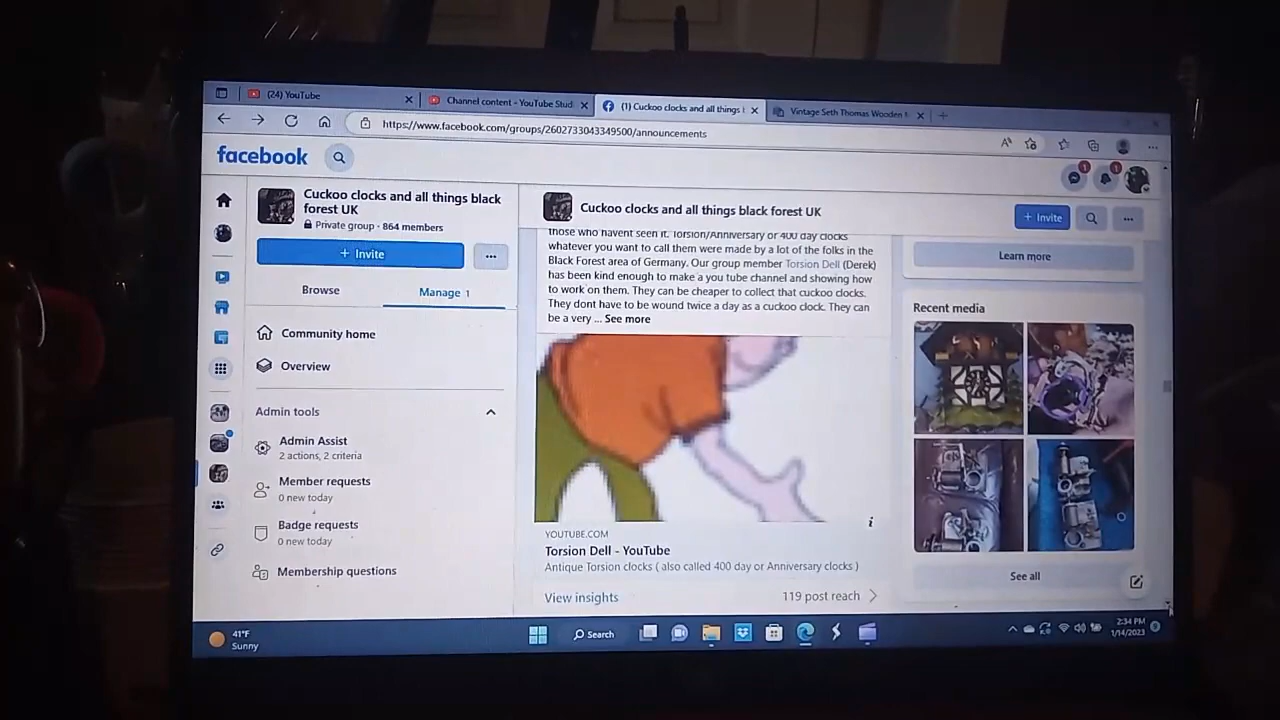 (24) YouTube
Channel content - YouTube Stud
(1) Cuckoo clocks and all things b
Vintage Seth Thomas Wooden
https://www.facebook.com/groups/2602733043349500/announcements
facebook
1
1
Cuckoo clocks and all things black
forest UK
Private group · 864 members
+ Invite
...
Browse
Manage 1
Community home
Overview
Admin tools
Admin Assist
2 actions, 2 criteria
Member requests
0 new today
Badge requests
0 new today
Membership questions
Cuckoo clocks and all things black forest UK
+ Invite
...
those who havent seen it. Torsion/Anniversary or 400 day clocks
whatever you want to call them were made by a lot of the folks in the
Black Forest area of Germany. Our group member Torsion Dell (Derek)
has been kind enough to make a you tube channel and showing how
to work on them. They can be cheaper to collect that cuckoo clocks.
They dont have to be wound twice a day as a cuckoo clock. They can
be a very ... See more
i
YOUTUBE.COM
Torsion Dell - YouTube
Antique Torsion clocks ( also called 400 day or Anniversary clocks )
View insights
119 post reach
Learn more
Recent media
See all
41°F
Sunny
Search
2:34 PM
1/14/2023